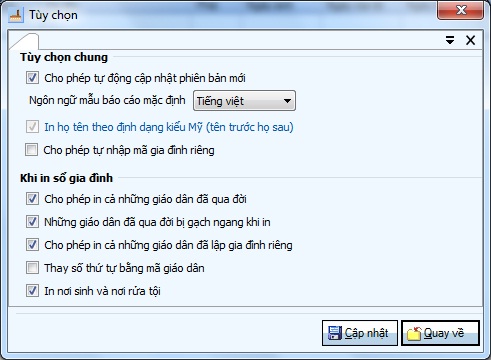 Tùy chọn
Tùy chọn chung
Cho phép tự động cập nhật phiên bản mới
Ngôn ngữ mẫu báo cáo mặc định Tiếng việt
In họ tên theo định dạng kiểu Mỹ (tên trước họ sau)
Cho phép tự nhập mã gia đình riêng
Khi in sổ gia đình
Cho phép in cả những giáo dân đã qua đời
Những giáo dân đã qua đời bị gạch ngang khi in
Cho phép in cả những giáo dân đã lập gia đình riêng
Thay số thứ tự bằng mã giáo dân
In nơi sinh và nơi rửa tội
Cập nhật Quay về